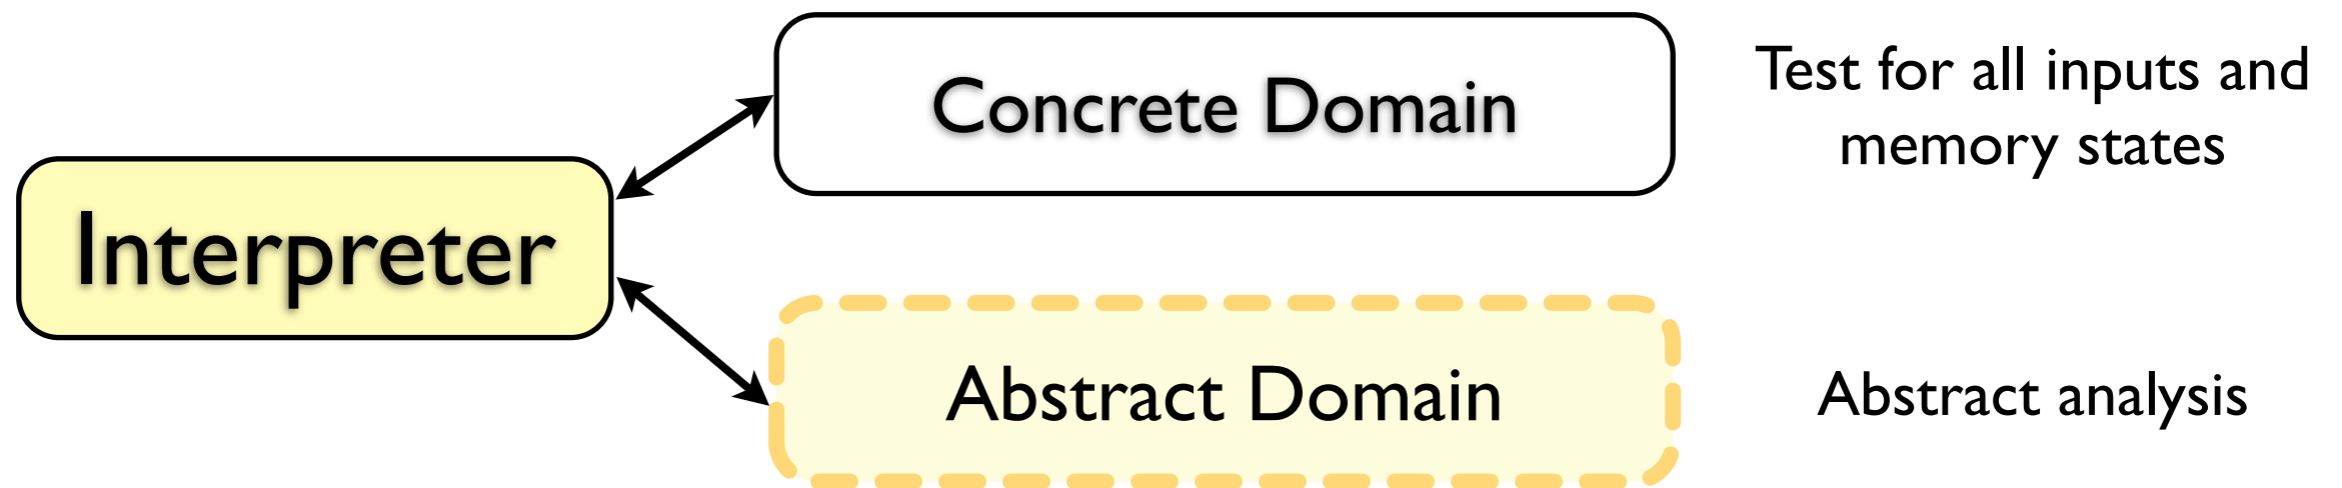 Interpreter
Concrete Domain
Test for all inputs and
memory states
Abstract Domain
Abstract analysis